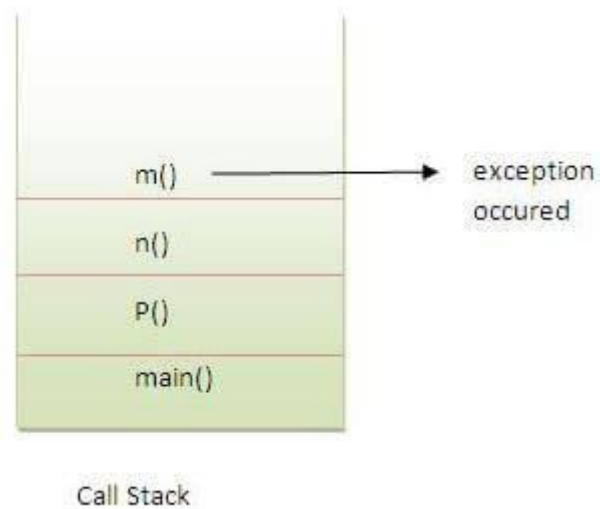 m()
exception
occured
n()
P()
main()
Call Stack